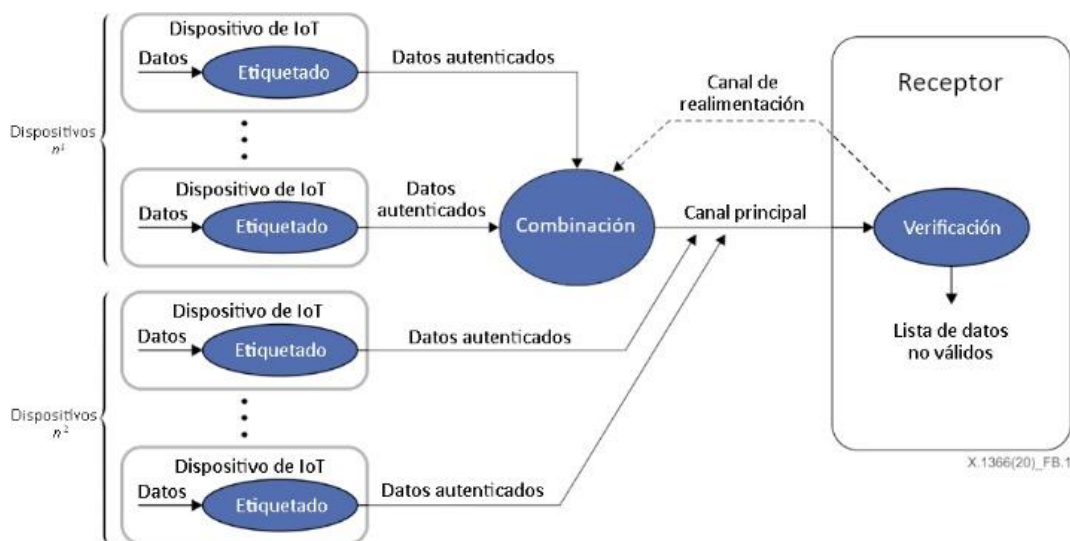 Dispositivo de IoT
Datos
Etiquetado
Datos autenticados
Dispositivos
n¹
Dispositivo de IoT
Datos
Etiquetado
Datos
autenticados
Combinación
Canal de
realimentación
Canal principal
Receptor
Verificación
Lista de datos
no válidos
Dispositivo de IoT
Datos
Etiquetado
Datos autenticados
Dispositivos
n²
Dispositivo de IoT
Datos
Etiquetado
Datos autenticados
X.1366(20)_FB.1